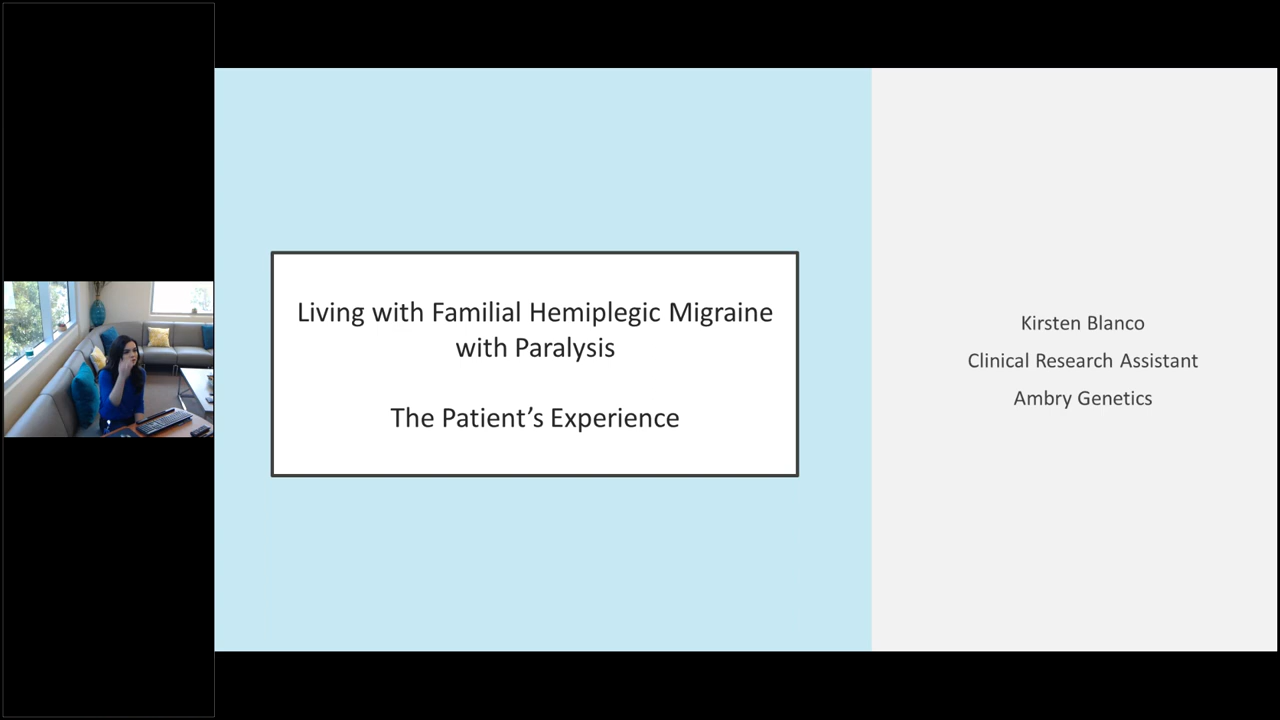 Living with Familial Hemiplegic Migraine
with Paralysis
The Patient’s Experience
Kirsten Blanco
Clinical Research Assistant
Ambry Genetics